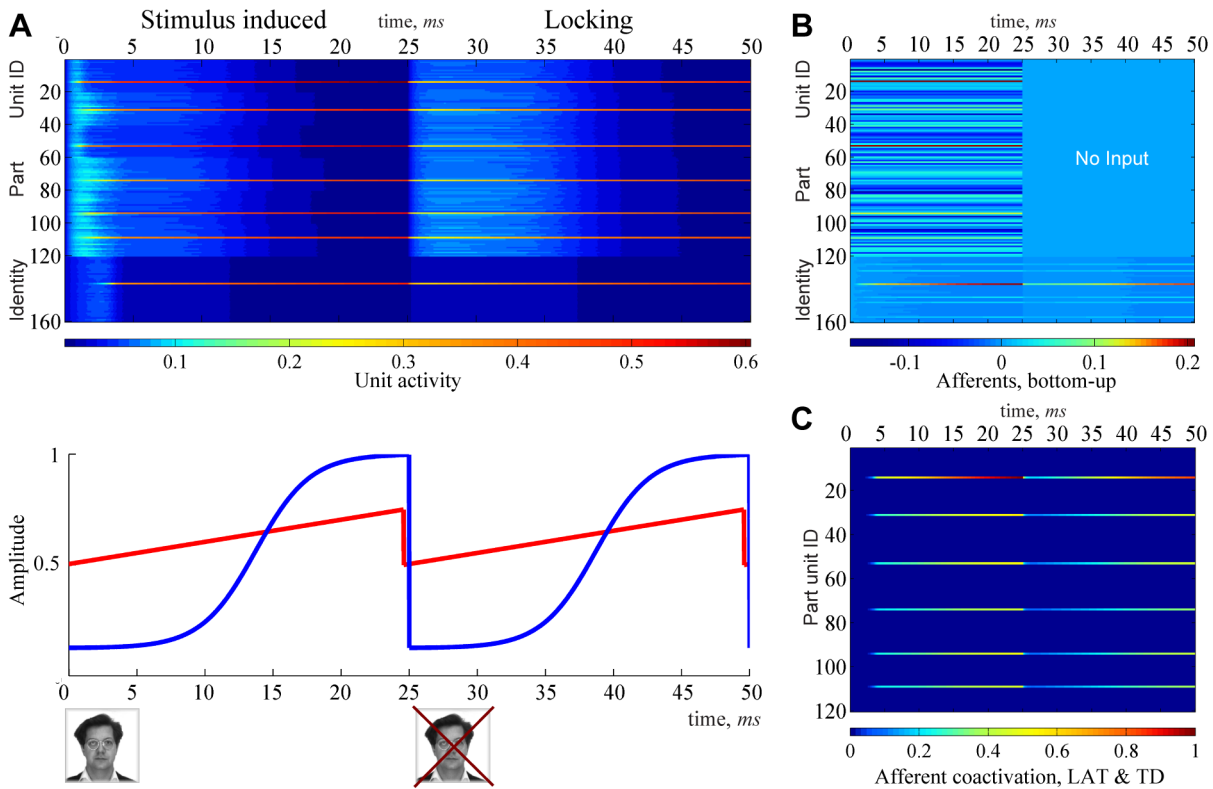 A
Stimulus induced
time, ms
Locking
0 5 10 15 20 25 30 35 40 45 50
Unit ID
Part
Identity
20
40
60
80
100
120
160
0.1 0.2 0.3 0.4 0.5 0.6
Unit activity
B
time, ms
0 5 10 15 20 25 30 35 40 45 50
Unit ID
Part
Identity
20
40
60
80
100
120
160
No Input
-0.1 0 0.1 0.2
Afferents, bottom-up
Amplitude
1
0.5
0 5 10 15 20 25 30 35 40 45 50
time, ms
C
time, ms
0 5 10 15 20 25 30 35 40 45 50
Part unit ID
20
40
60
80
100
120
0 0.2 0.4 0.6 0.8 1
Afferent coactivation, LAT & TD